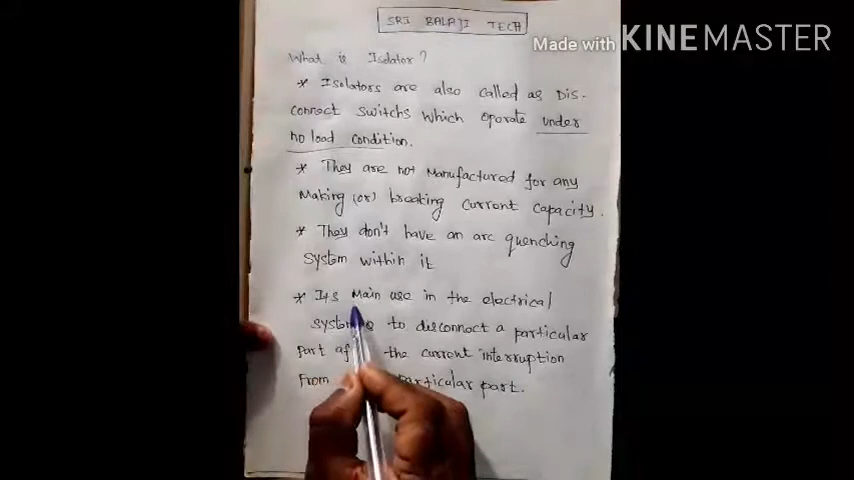 SRI BALAJI TECH
Made with KINEMASTER
What is Isolator?
* Isolators are also called as Dis-
connect switchs which operate under
no load condition.
* They are not Manufactured for any
Making (or) breaking current capacity.
* They don't have an arc quenching
system within it
* Its Main use in the electrical
system to disconnect a particular
part the current interruption
From particular part.